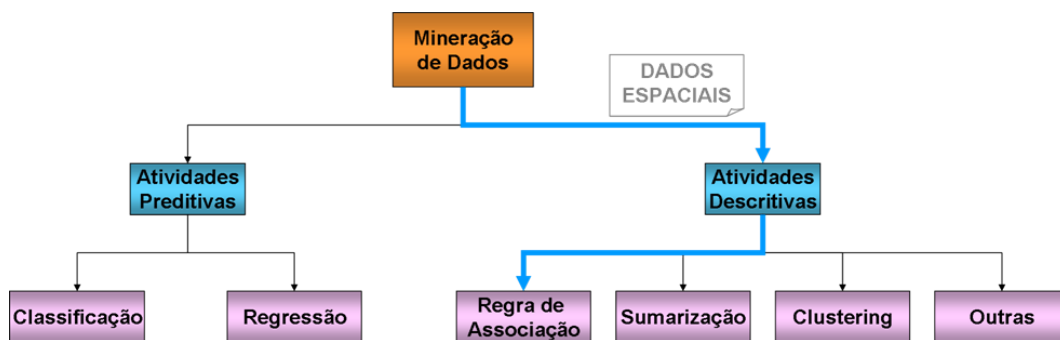 Mineração
de Dados
DADOS
ESPACIAIS
Atividades
Preditivas
Atividades
Descritivas
Classificação
Regressão
Regra de
Associação
Sumarização
Clustering
Outras